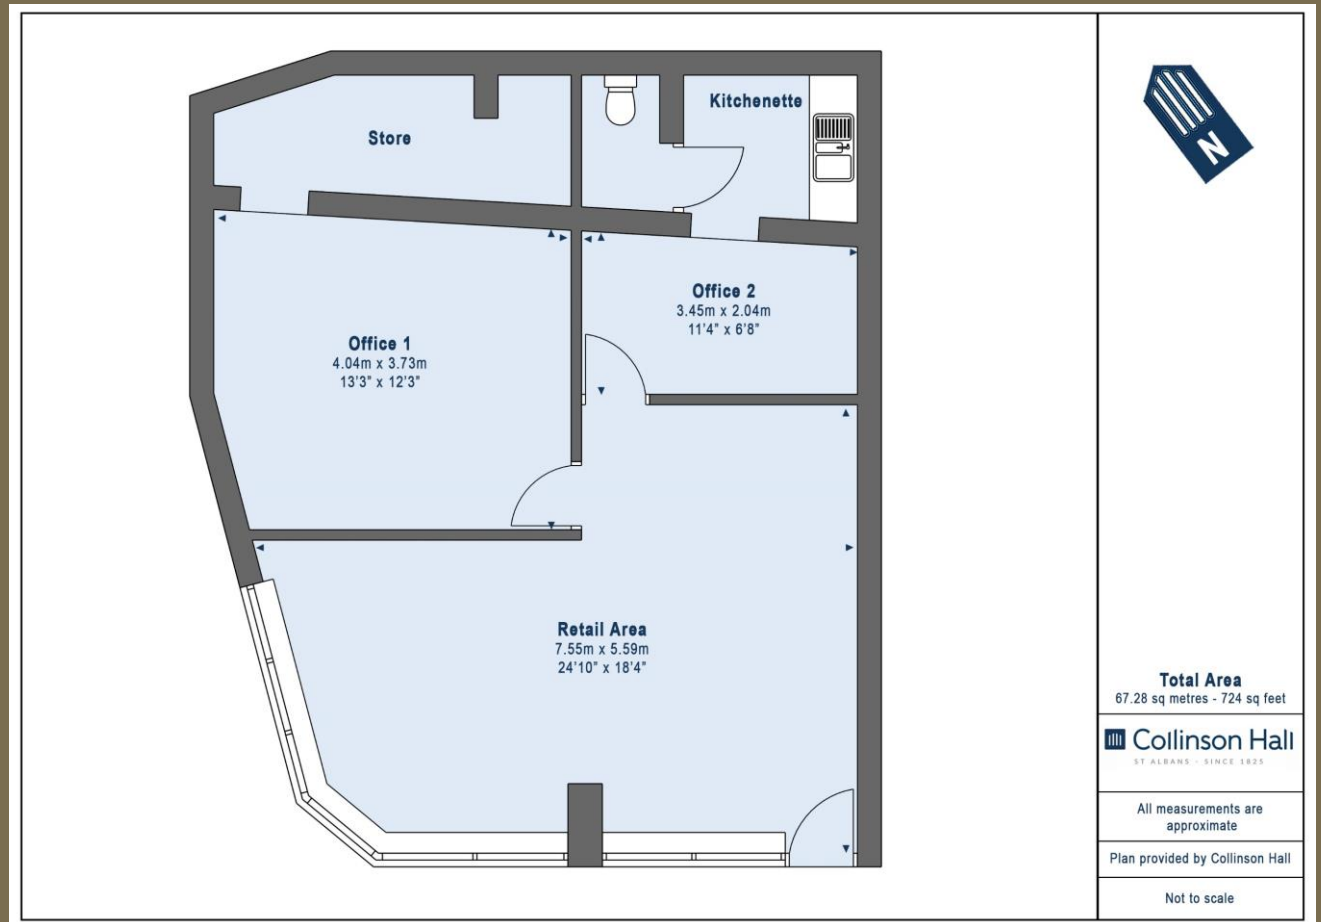 Store
Kitchenette
Office 1
4.04m x 3.73m
13'3" x 12'3"
Office 2
3.45m x 2.04m
11'4" x 6'8"
Retail Area
7.55m x 5.59m
24'10" x 18'4"
N
Total Area
67.28 sq metres - 724 sq feet
Collinson Hall
ST ALBANS - SINCE 1825
All measurements are
approximate
Plan provided by Collinson Hall
Not to scale